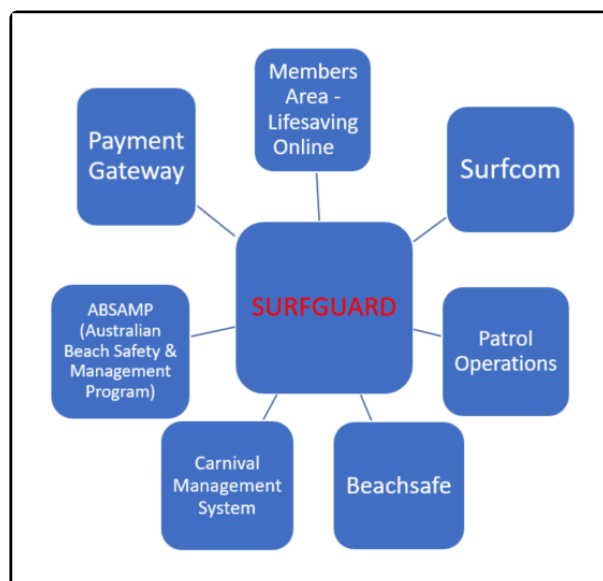 Members
Area -
Lifesaving
Online
Payment
Gateway
Surfcom
SURFGUARD
ABSAMP
(Australian
Beach Safety &
Management
Program)
Patrol
Operations
Carnival
Management
System
Beachsafe